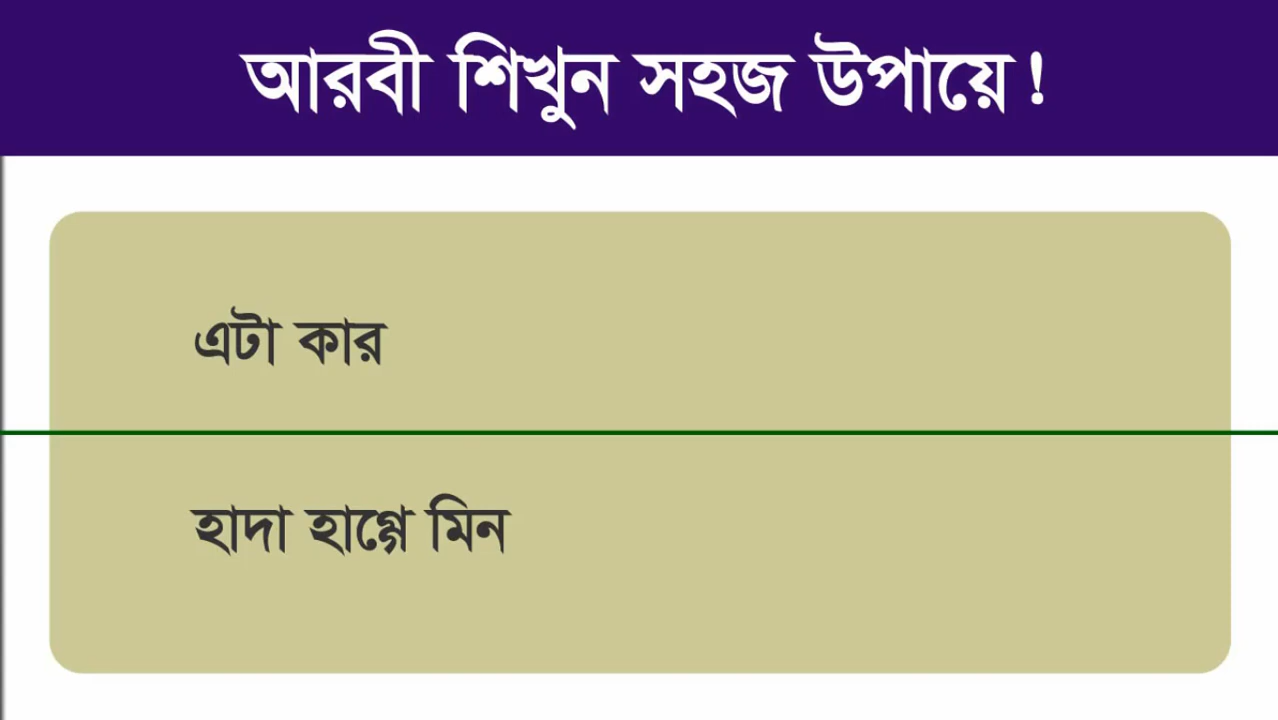 আরবী শিখুন সহজ উপায়ে!
এটা কার
হাদা হাগ্গে মিন